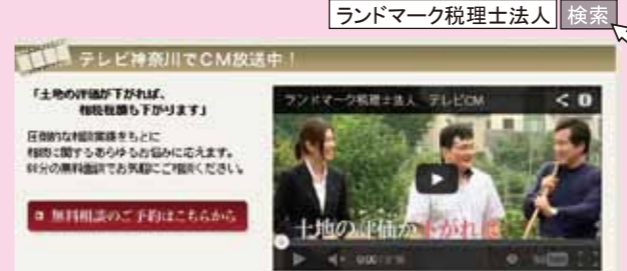 ランドマーク税理士法人 検索
テレビ神奈川でCM放送中!
「土地の評価が下がれば、
相続税額も下がります」
圧倒的な相談実績をもとに
相続に関するあらゆるお悩みに応えます。
無料面談でお気軽にご相談ください。
無料相談のご予約はこちらから
ランドマーク税理士法人 テレビCM
土地の評価が下がれば
0:00